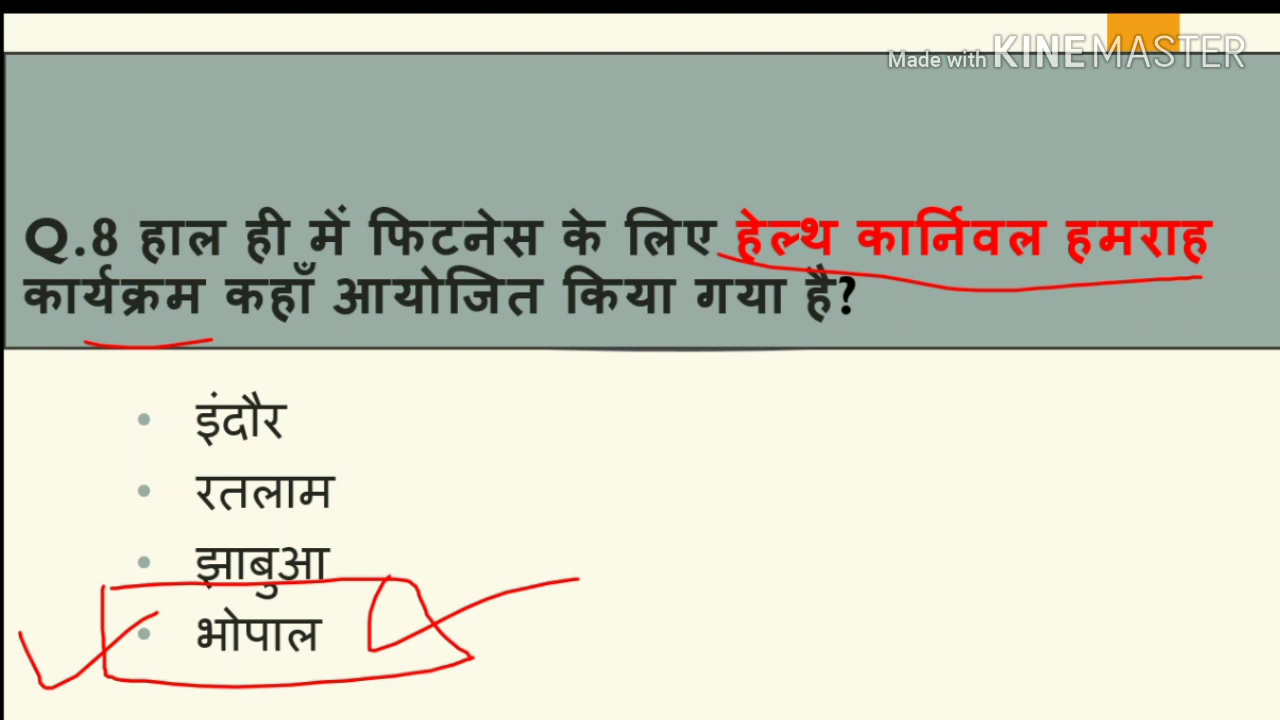 Made with KINEMASTER
Q.8 हाल ही में फिटनेस के लिए हेल्थ कार्निवल हमराह
कार्यक्रम कहाँ आयोजित किया गया है?
• इंदौर
• रतलाम
• झाबुआ
• भोपाल